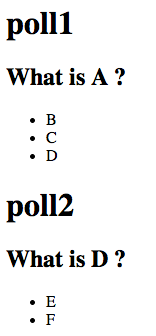 poll1
What is A ?
• B
• C
• D
poll2
What is D ?
• E
• F